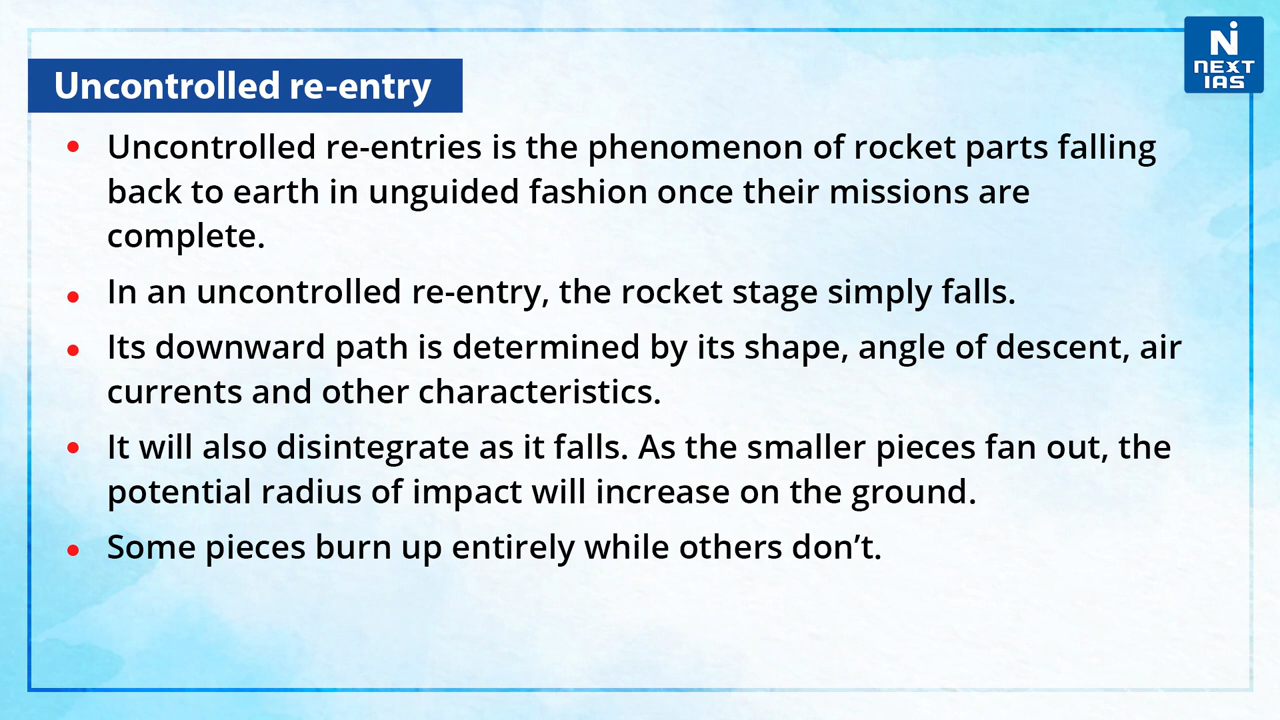 NEXT
IAS
Uncontrolled re-entry
• Uncontrolled re-entries is the phenomenon of rocket parts falling
back to earth in unguided fashion once their missions are
complete.
• In an uncontrolled re-entry, the rocket stage simply falls.
• Its downward path is determined by its shape, angle of descent, air
currents and other characteristics.
• It will also disintegrate as it falls. As the smaller pieces fan out, the
potential radius of impact will increase on the ground.
• Some pieces burn up entirely while others don’t.